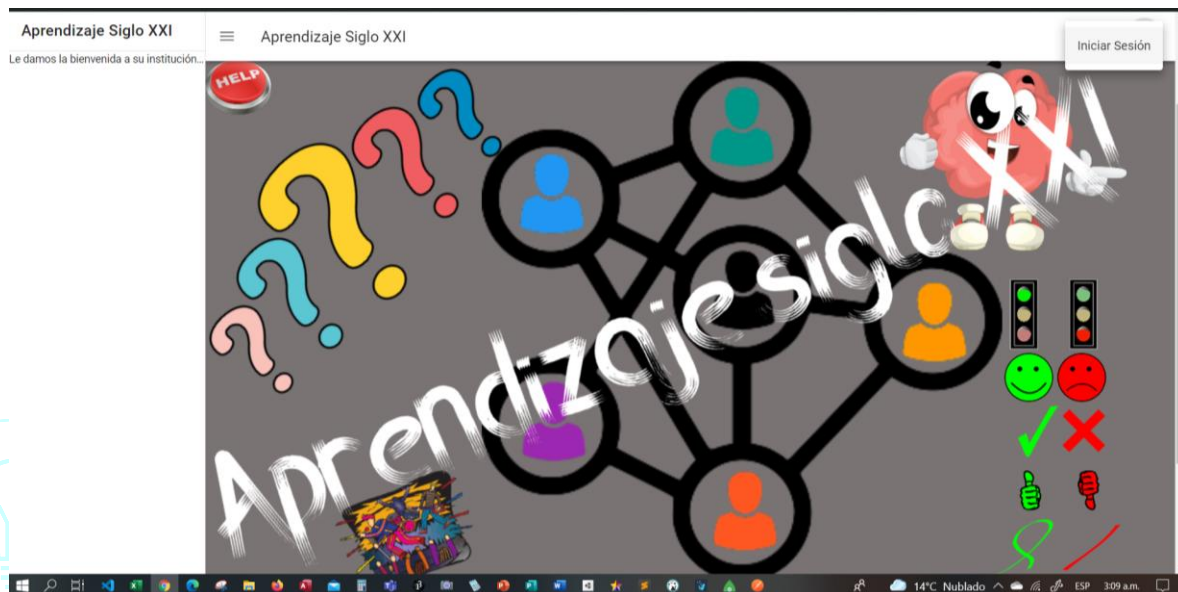 Aprendizaje Siglo XXI
Le damos la bienvenida a su institución...
Aprendizaje Siglo XXI
Iniciar Sesión
HELP
Aprendizaje siglo XXI
14°C Nublado
ESP
3:09 a.m.